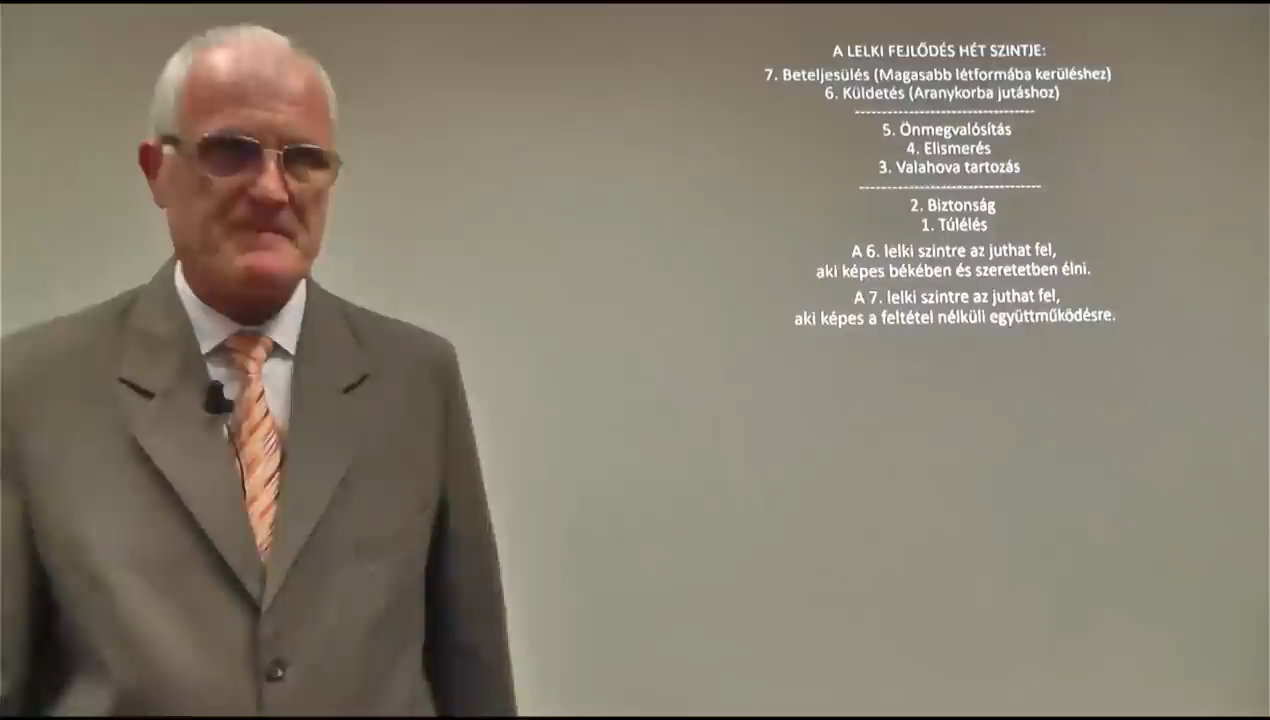 A LELKI FEJLŐDÉS HÉT SZINTJE:
7. Beteljesülés (Magasabb létformába kerüléshez)
6. Küldetés (Aranykorba jutáshoz)
------------------------------
5. Önmegvalósítás
4. Elismerés
3. Valahova tartozás
------------------------------
2. Biztonság
1. Túlélés
A 6. lelki szintre az juthat fel,
aki képes békében és szeretetben élni.
A 7. lelki szintre az juthat fel,
aki képes a feltétel nélküli együttműködésre.